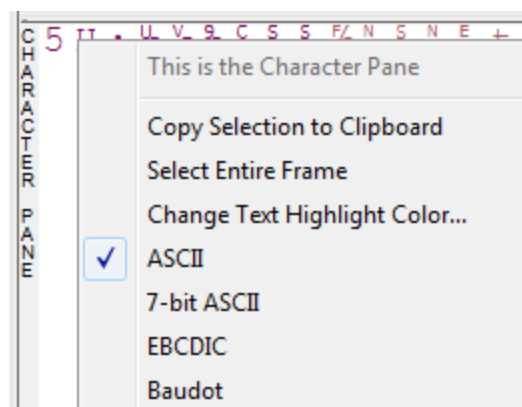 CHARACTER PANE
This is the Character Pane
Copy Selection to Clipboard
Select Entire Frame
Change Text Highlight Color...
ASCII
7-bit ASCII
EBCDIC
Baudot